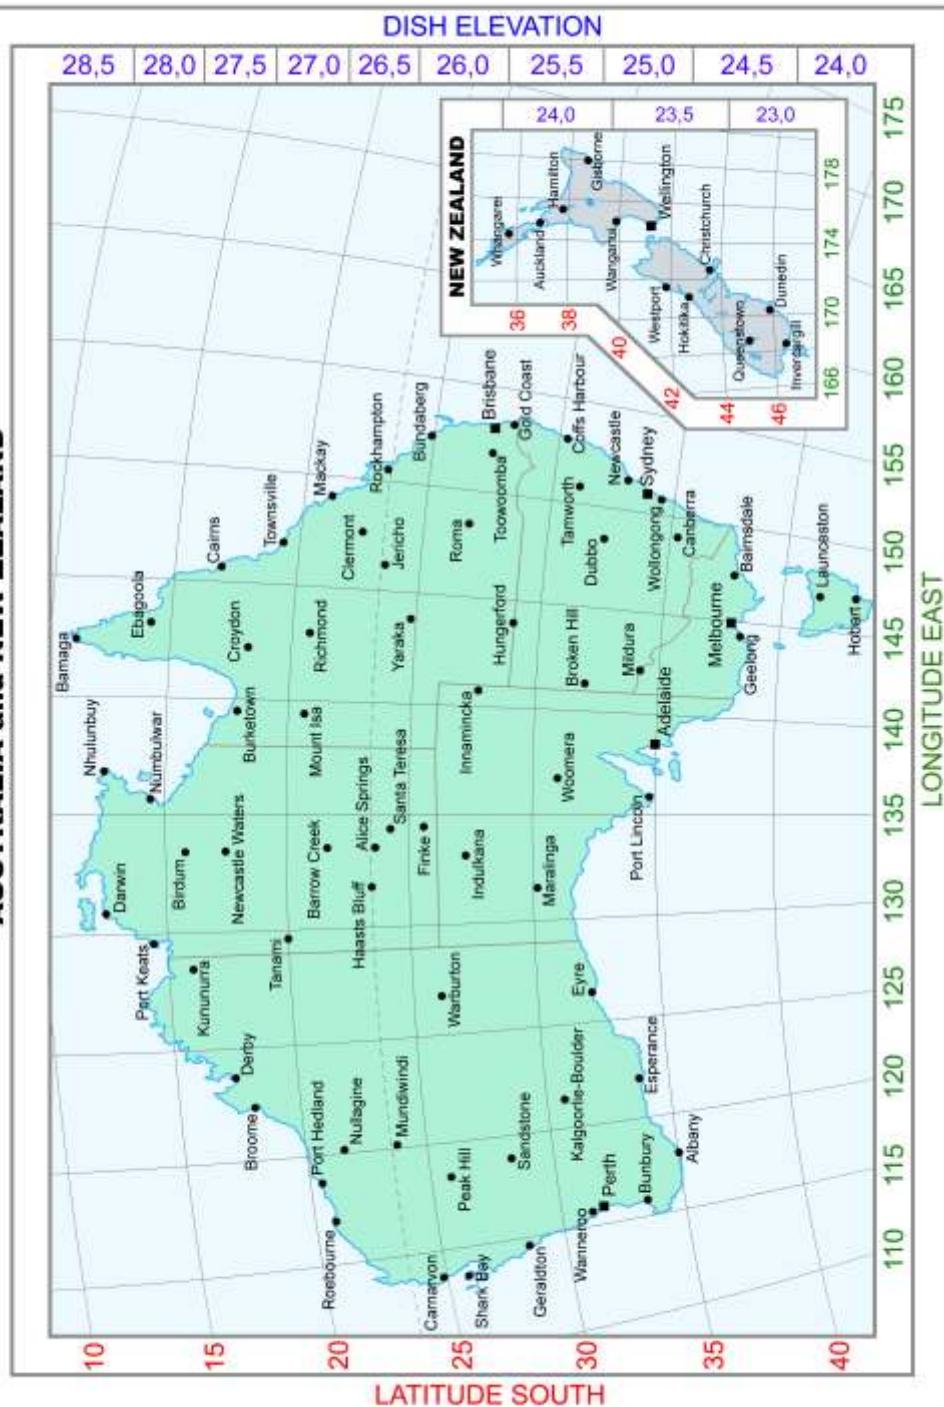 DISH ELEVATION
28,5 28,0 27,5 27,0 26,5 26,0 25,5 25,0 24,5 24,0
NEW ZEALAND
24,0 23,5 23,0
36
38
40
42
44
46
166 170 174 178
Whangarei
Auckland
Hamilton
Gisborne
Wanganui
Wellington
Westport
Hokitika
Christchurch
Queenstown
Dunedin
Invercargill
Bamaga
Ebagoola
Cairns
Townsville
Mackay
Rockhampton
Bundaberg
Brisbane
Gold Coast
Coffs Harbour
Newcastle
Sydney
Nhulunbuy
Numbulwar
Croydon
Richmond
Clermont
Jericho
Roma
Toowoomba
Tamworth
Dubbo
Wollongong
Canberra
Bairnsdale
Launceston
Hobart
Burketown
Mount Isa
Yaraka
Hungerford
Broken Hill
Mildura
Melbourne
Geelong
Darwin
Birdum
Newcastle Waters
Barrow Creek
Alice Springs
Santa Teresa
Innamincka
Woomera
Adelaide
Port Lincoln
Finke
Indulkana
Maralinga
Haasts Bluff
Port Keats
Kununurra
Tanami
Warburton
Eyre
Derby
Broome
Port Hedland
Nullagine
Mundiwindi
Peak Hill
Sandstone
Kalgoorlie-Boulder
Esperance
Roebourne
Carnarvon
Shark Bay
Geraldton
Wanneroo
Perth
Bunbury
Albany
10 15 20 25 30 35 40
LATITUDE SOUTH
110 115 120 125 130 135 140 145 150 155 160 165 170 175
LONGITUDE EAST